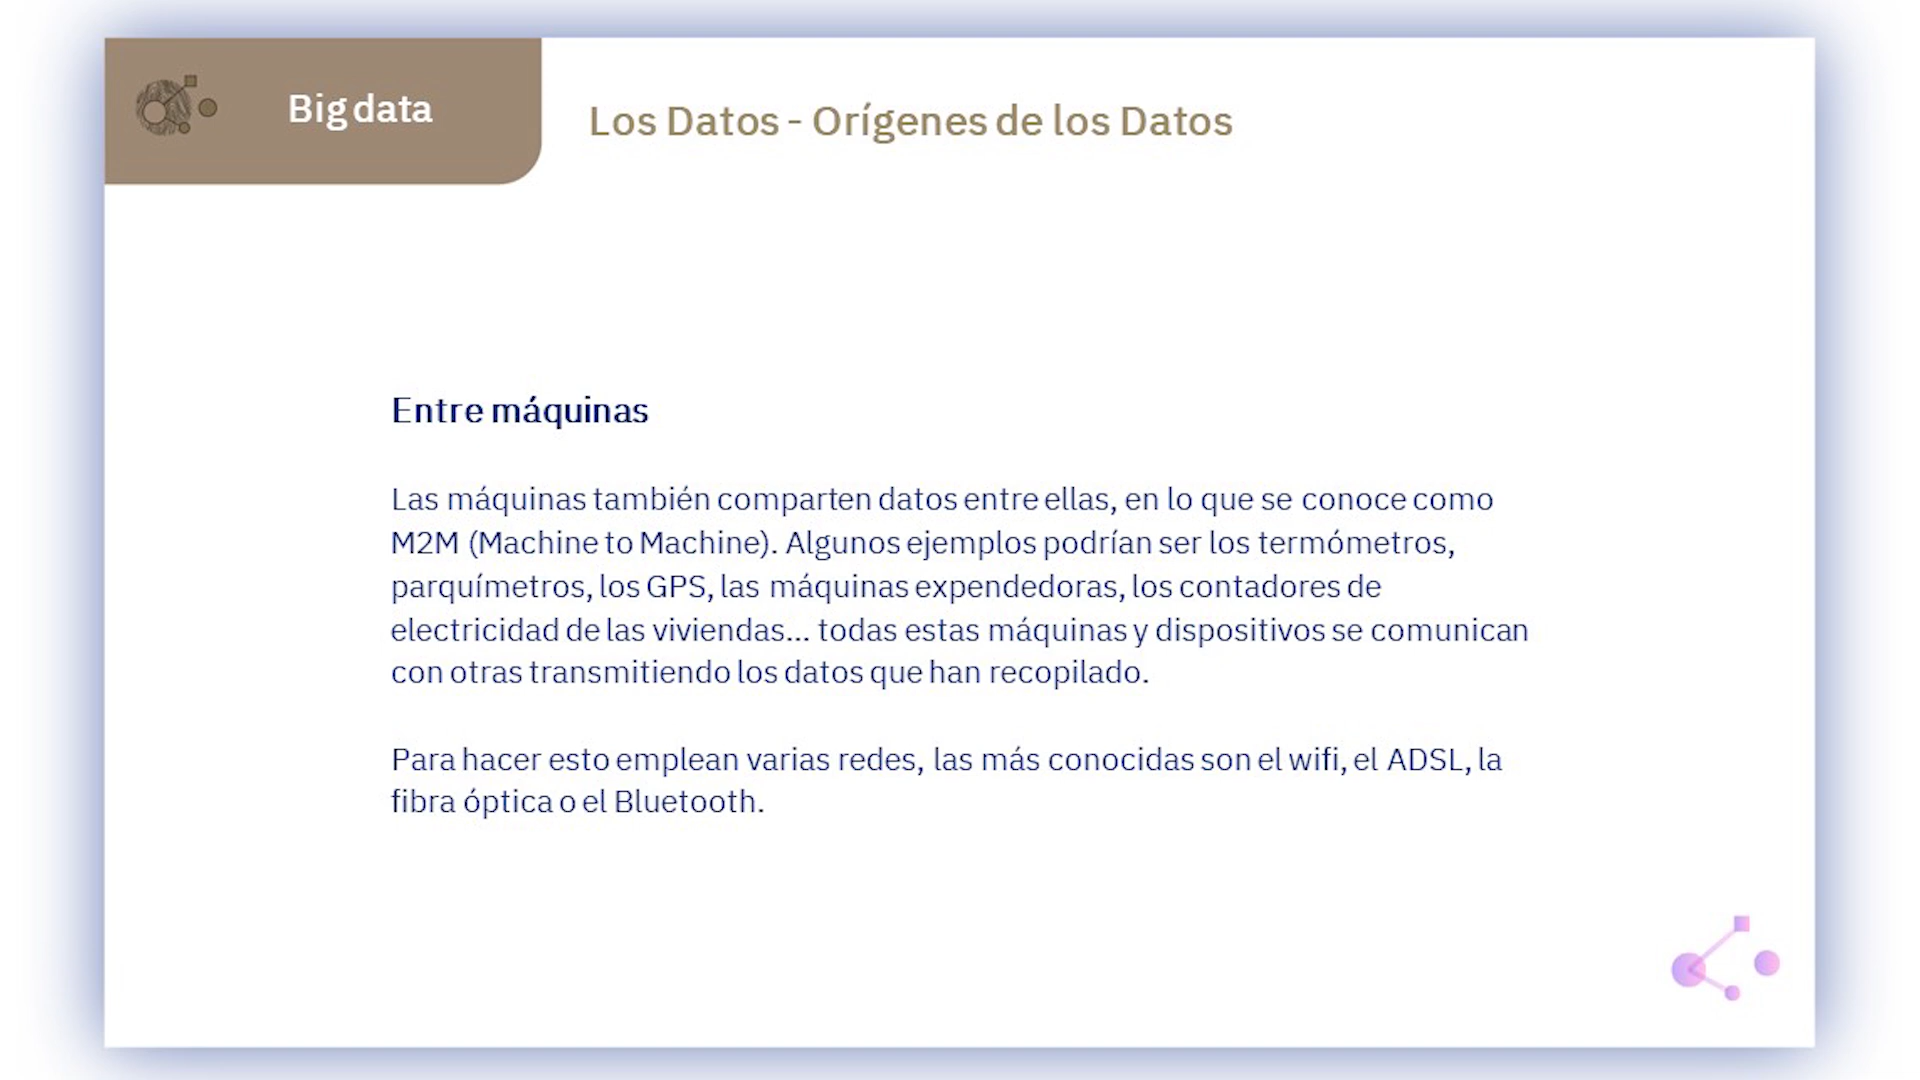 Big data
Los Datos - Orígenes de los Datos
Entre máquinas
Las máquinas también comparten datos entre ellas, en lo que se conoce como
M2M (Machine to Machine). Algunos ejemplos podrían ser los termómetros,
parquímetros, los GPS, las máquinas expendedoras, los contadores de
electricidad de las viviendas... todas estas máquinas y dispositivos se comunican
con otras transmitiendo los datos que han recopilado.
Para hacer esto emplean varias redes, las más conocidas son el wifi, el ADSL, la
fibra óptica o el Bluetooth.